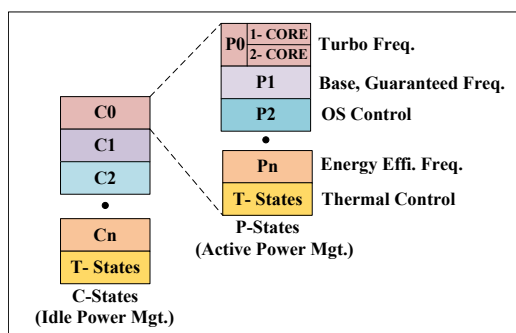 P0
1- CORE
2- CORE
Turbo Freq.
P1
Base, Guaranteed Freq.
P2
OS Control
Pn
Energy Effi. Freq.
T- States
Thermal Control
P-States
(Active Power Mgt.)
C0
C1
C2
Cn
T- States
C-States
(Idle Power Mgt.)